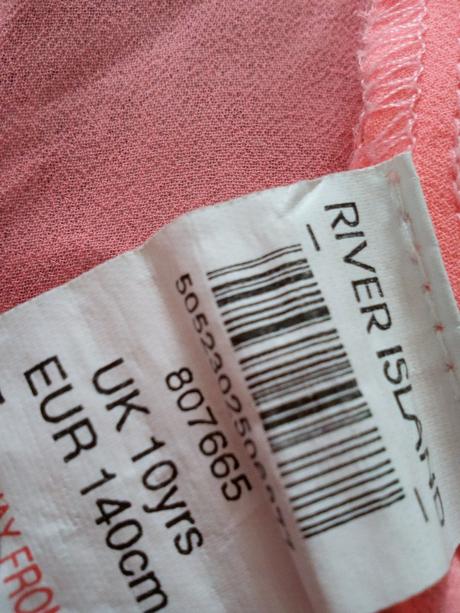 RIVER ISLAND
807665
UK 10yrs
EUR 140cm